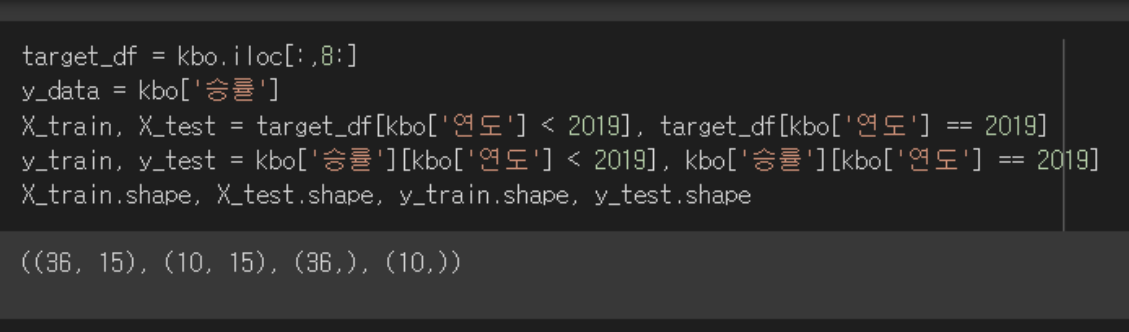 target_df = kbo.iloc[:,8:]
y_data = kbo['승률']
X_train, X_test = target_df[kbo['연도'] < 2019], target_df[kbo['연도'] == 2019]
y_train, y_test = kbo['승률'][kbo['연도'] < 2019], kbo['승률'][kbo['연도'] == 2019]
X_train.shape, X_test.shape, y_train.shape, y_test.shape
((36, 15), (10, 15), (36,), (10,))